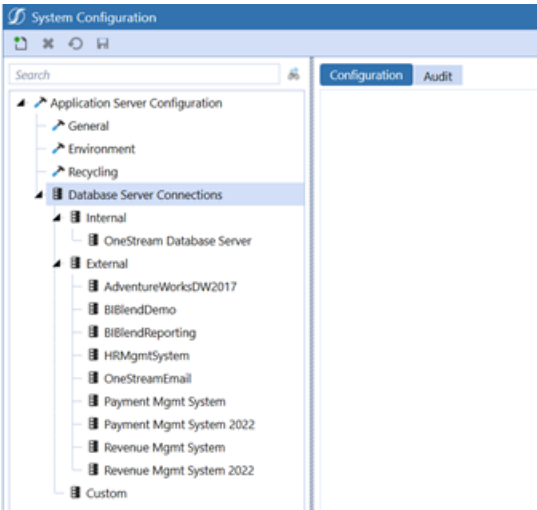 System Configuration
Search
Configuration Audit
Application Server Configuration
General
Environment
Recycling
Database Server Connections
Internal
OneStream Database Server
External
AdventureWorksDW2017
BIBlendDemo
BIBlendReporting
HRMgmtSystem
OneStreamEmail
Payment Mgmt System
Payment Mgmt System 2022
Revenue Mgmt System
Revenue Mgmt System 2022
Custom